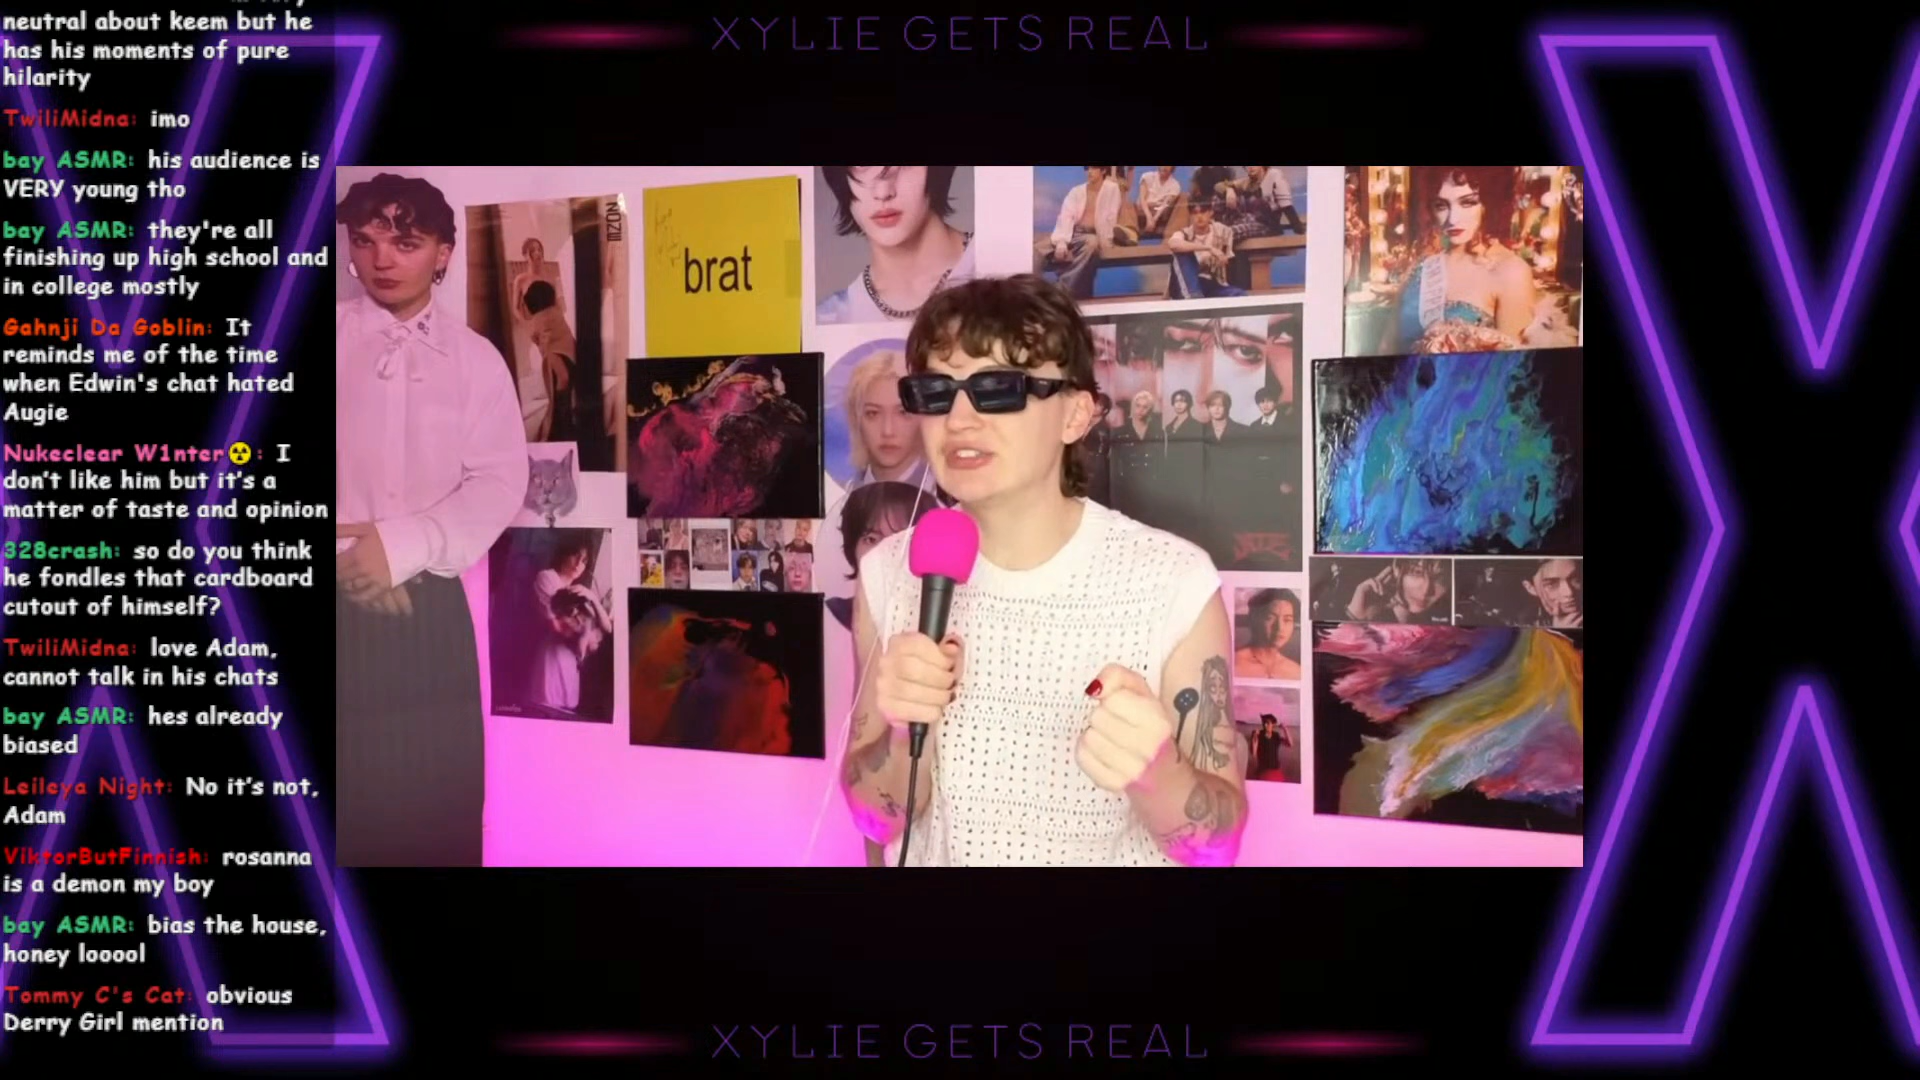 neutral about keem but he
has his moments of pure
hilarity
TwiliMidna: imo
bay ASMR: his audience is
VERY young tho
bay ASMR: they're all
finishing up high school and
in college mostly
Gahnji Da Goblin: It
reminds me of the time
when Edwin's chat hated
Augie
Nukeclear W1nter☢: I
don't like him but it's a
matter of taste and opinion
328crash: so do you think
he fondles that cardboard
cutout of himself?
TwiliMidna: love Adam,
cannot talk in his chats
bay ASMR: hes already
biased
Leileya Night: No it's not,
Adam
ViktorButFinnish: rosanna
is a demon my boy
bay ASMR: bias the house,
honey looool
Tommy C's Cat: obvious
Derry Girl mention
XYLIE GETS REAL
NOZW
brat
XYLIE GETS REAL